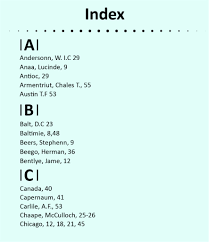 Index
|A|
Andersonn, W. I.C 29
Anaa, Lucinde, 9
Antioc, 29
Armentriut, Chales T., 55
Austin T.F 53
|B|
Balt, D.C 23
Baltimie, 8,48
Beers, Stephenn, 9
Beego, Herman, 36
Bentlye, Jame, 12
|C|
Canada, 40
Capernaum, 41
Carlile, A.F., 53
Chaape, McCulloch, 25-26
Chicago, 12, 18, 21, 45